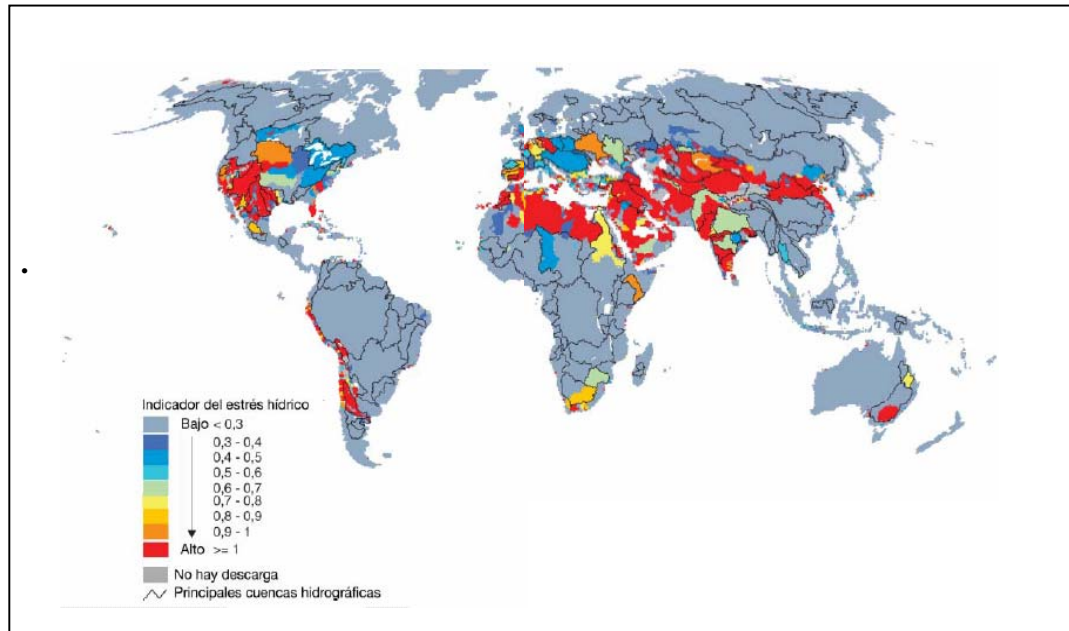 Indicador del estrés hídrico
Bajo < 0,3
0,3 - 0,4
0,4 - 0,5
0,5 - 0,6
0,6 - 0,7
0,7 - 0,8
0,8 - 0,9
0,9 - 1
Alto >= 1
No hay descarga
Principales cuencas hidrográficas